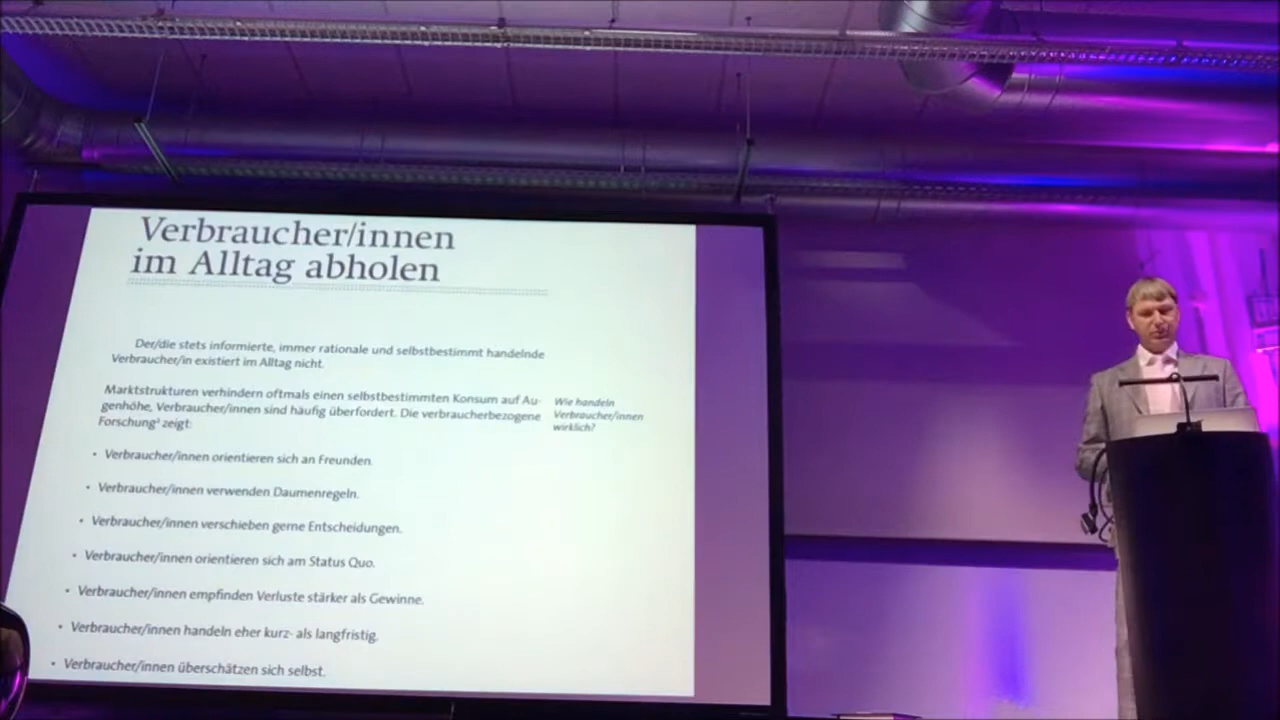 Verbraucher/innen
im Alltag abholen
Der/die stets informierte, immer rationale und selbstbestimmt handelnde
Verbraucher/in existiert im Alltag nicht.
Marktstrukturen verhindern oftmals einen selbstbestimmten Konsum auf Au-
genhöhe, Verbraucher/innen sind häufig überfordert. Die verbraucherbezogene
Forschung² zeigt:
Wie handeln
Verbraucher/innen
wirklich?
• Verbraucher/innen orientieren sich an Freunden.
• Verbraucher/innen verwenden Daumenregeln.
• Verbraucher/innen verschieben gerne Entscheidungen.
• Verbraucher/innen orientieren sich am Status Quo.
• Verbraucher/innen empfinden Verluste stärker als Gewinne.
• Verbraucher/innen handeln eher kurz- als langfristig.
• Verbraucher/innen überschätzen sich selbst.